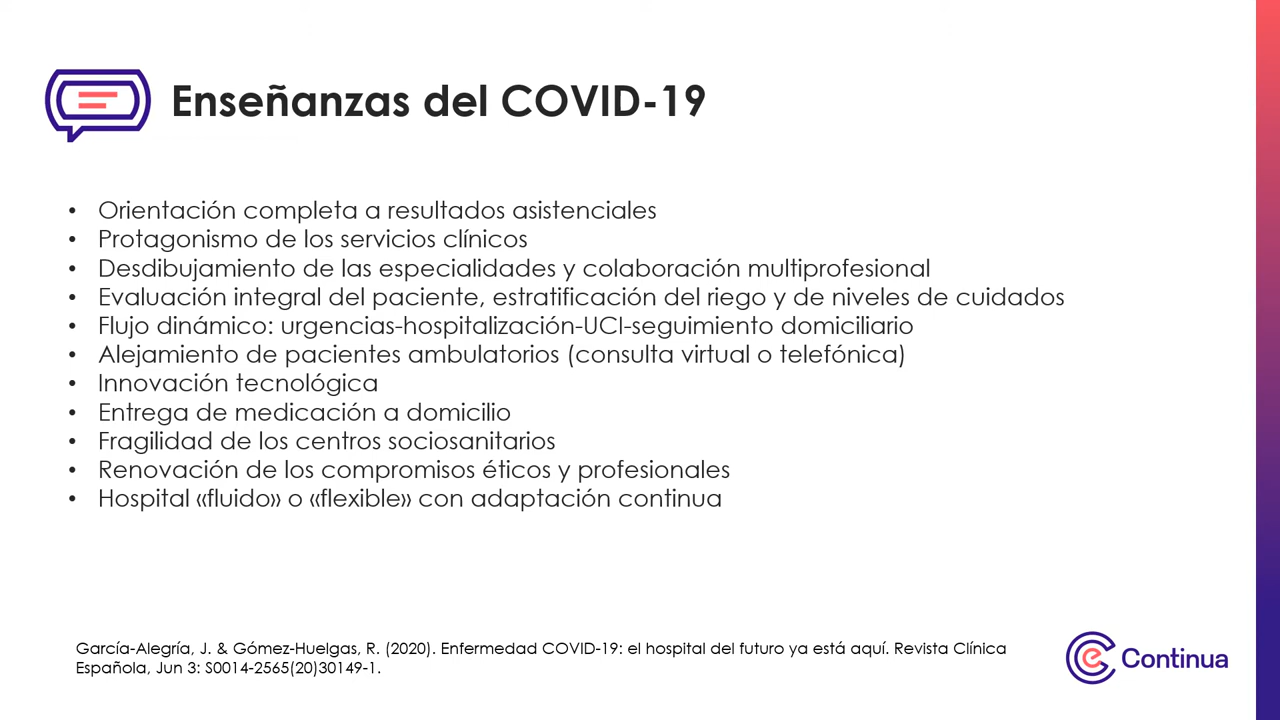 Enseñanzas del COVID-19
• Orientación completa a resultados asistenciales
• Protagonismo de los servicios clínicos
• Desdibujamiento de las especialidades y colaboración multiprofesional
• Evaluación integral del paciente, estratificación del riego y de niveles de cuidados
• Flujo dinámico: urgencias-hospitalización-UCI-seguimiento domiciliario
• Alejamiento de pacientes ambulatorios (consulta virtual o telefónica)
• Innovación tecnológica
• Entrega de medicación a domicilio
• Fragilidad de los centros sociosanitarios
• Renovación de los compromisos éticos y profesionales
• Hospital «fluido» o «flexible» con adaptación continua
García-Alegría, J. & Gómez-Huelgas, R. (2020). Enfermedad COVID-19: el hospital del futuro ya está aquí. Revista Clínica
Española, Jun 3: S0014-2565(20)30149-1.
Continua